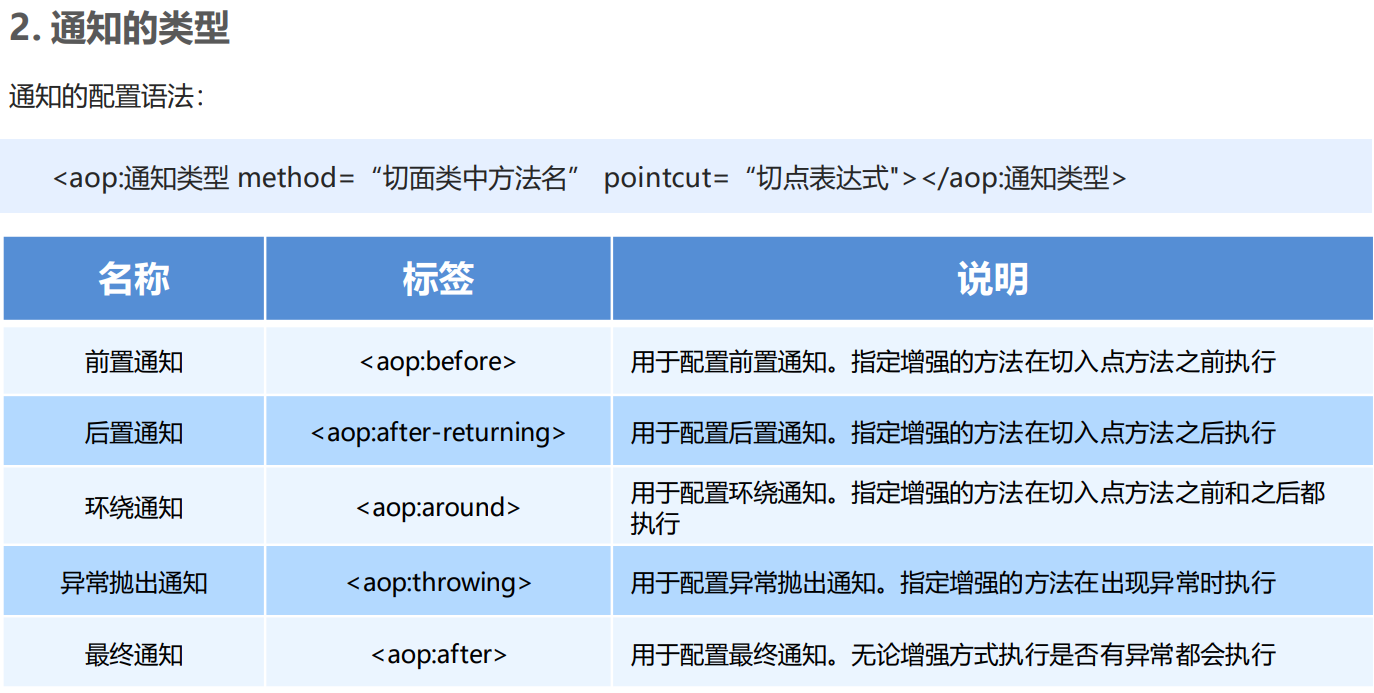 2. 通知的类型
通知的配置语法：
<aop:通知类型 method=“切面类中方法名” pointcut=“切点表达式"></aop:通知类型>
名称 标签 说明
前置通知 <aop:before> 用于配置前置通知。指定增强的方法在切入点方法之前执行
后置通知 <aop:after-returning> 用于配置后置通知。指定增强的方法在切入点方法之后执行
环绕通知 <aop:around> 用于配置环绕通知。指定增强的方法在切入点方法之前和之后都
执行
异常抛出通知 <aop:throwing> 用于配置异常抛出通知。指定增强的方法在出现异常时执行
最终通知 <aop:after> 用于配置最终通知。无论增强方式执行是否有异常都会执行